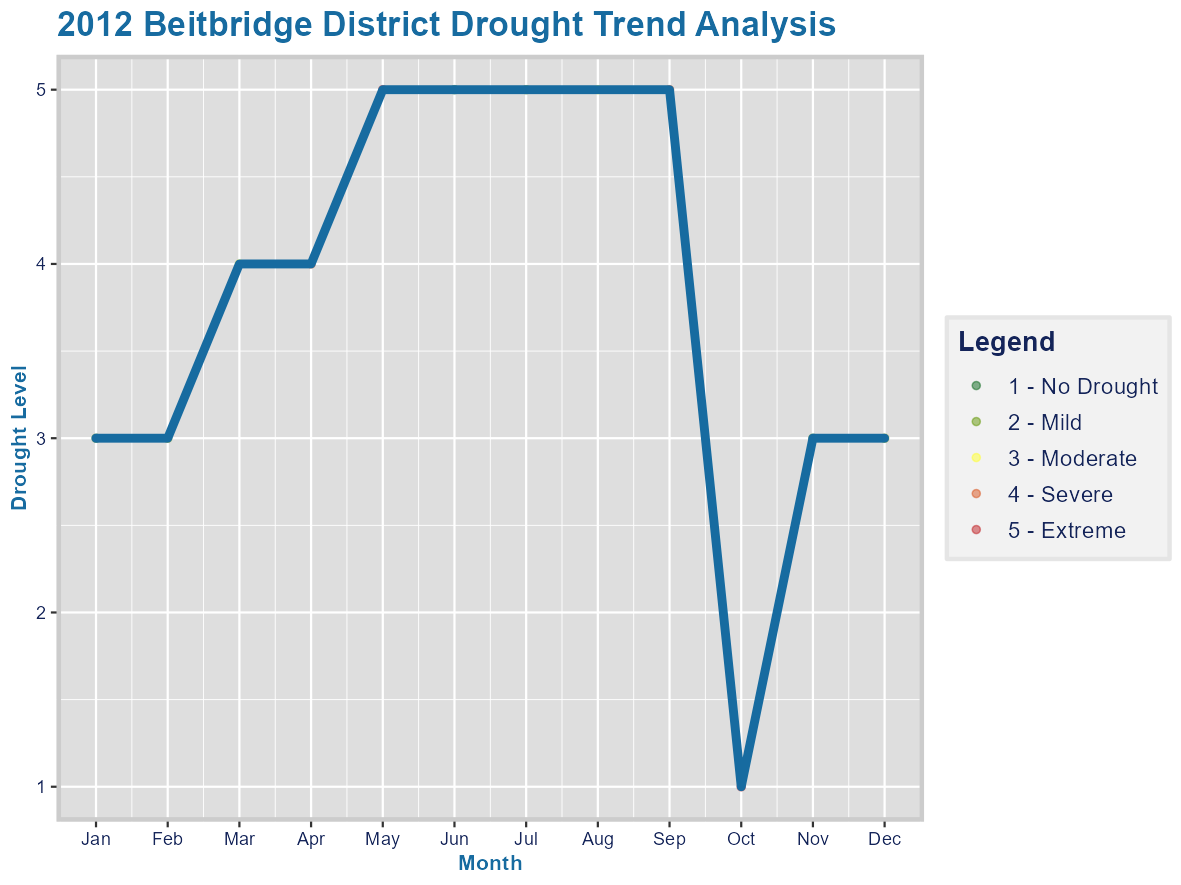 2012 Beitbridge District Drought Trend Analysis
5
4
3
2
1
Drought Level
Jan Feb Mar Apr May Jun Jul Aug Sep Oct Nov Dec
Month
Legend
1 - No Drought
2 - Mild
3 - Moderate
4 - Severe
5 - Extreme